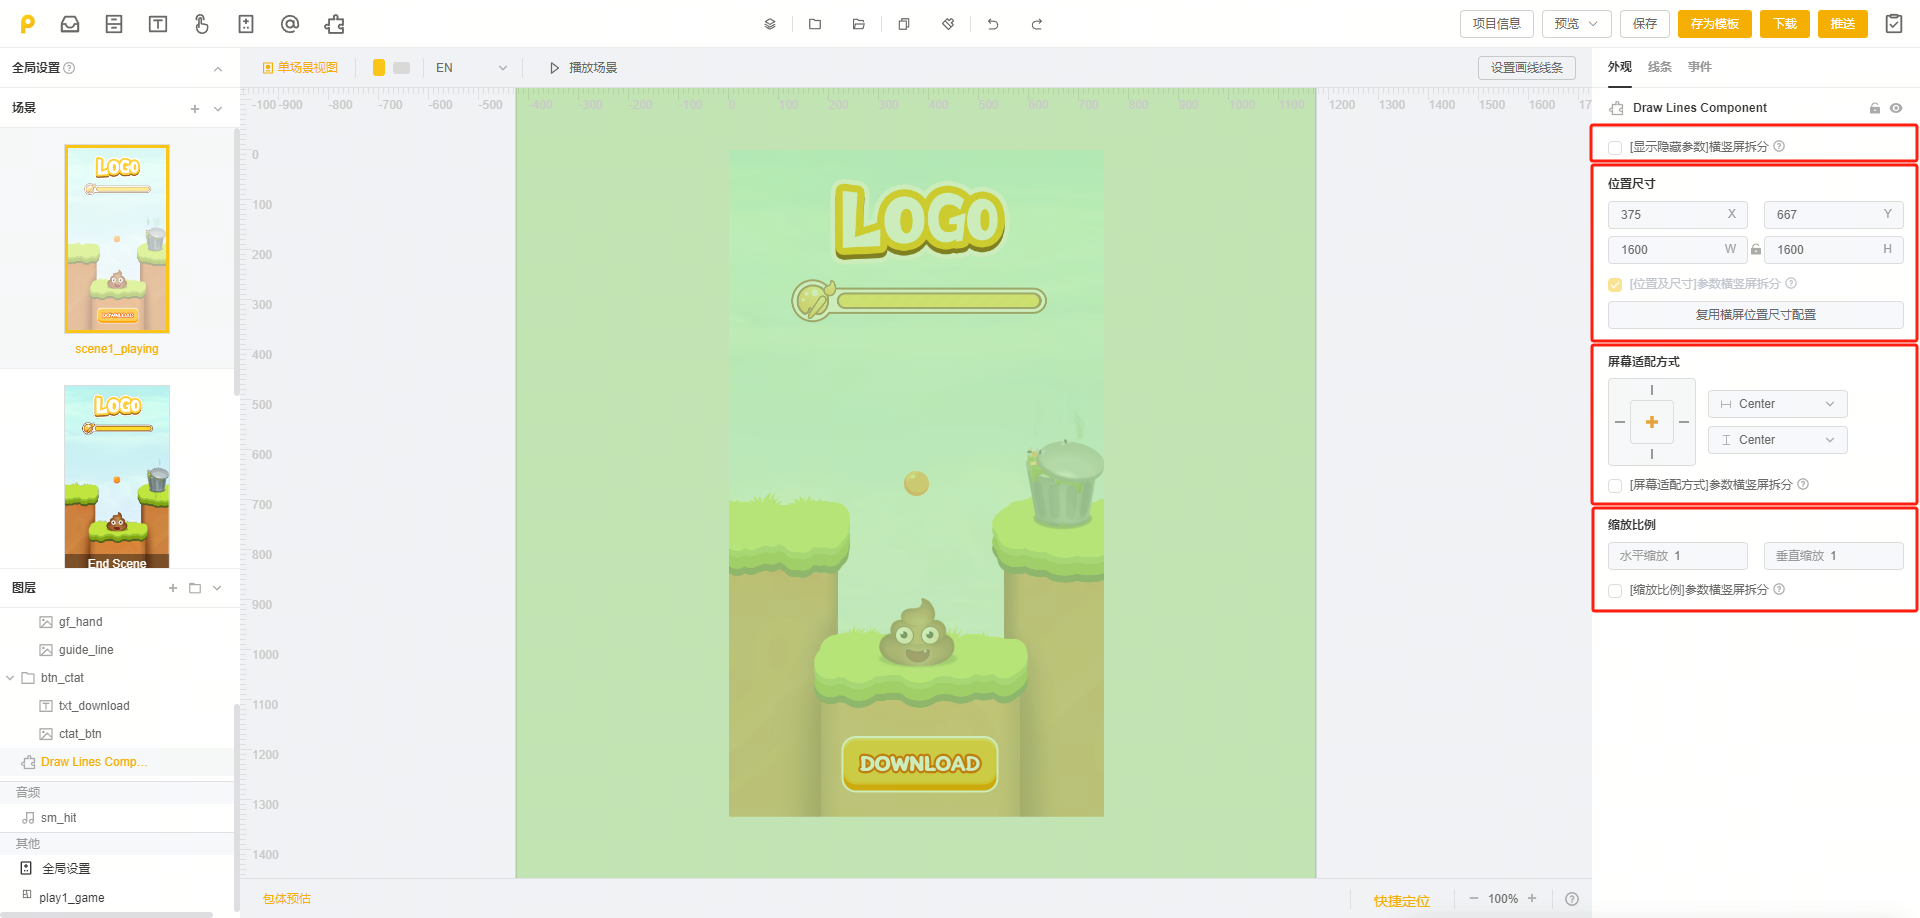 P
T
项目信息
预览
保存
存为模板
下载
推送
全局设置
单场景视图
EN
播放场景
设置画线线条
外观 线条 事件
场景
-100 -900 -800 -700 -600 -500 -400 -300 -200 -100 0 100 200 300 400 500 600 700 800 900 1000 1100 1200 1300 1400 1500 1600 17
Draw Lines Component
[显示隐藏参数]横竖屏拆分
位置尺寸
375 X
667 Y
1600 W
1600 H
[位置及尺寸]参数横竖屏拆分
复用横屏位置尺寸配置
屏幕适配方式
Center
Center
[屏幕适配方式]参数横竖屏拆分
缩放比例
水平缩放 1
垂直缩放 1
[缩放比例]参数横竖屏拆分
LOGO
DOWNLOAD
scene1_playing
LOGO
End Scene
0
100
200
300
400
500
600
700
800
900
1000
1100
1200
1300
1400
LOGO
DOWNLOAD
图层
gf_hand
guide_line
btn_ctat
T txt_download
ctat_btn
Draw Lines Comp...
音频
sm_hit
其他
全局设置
play1_game
包体预估
快捷定位
100%